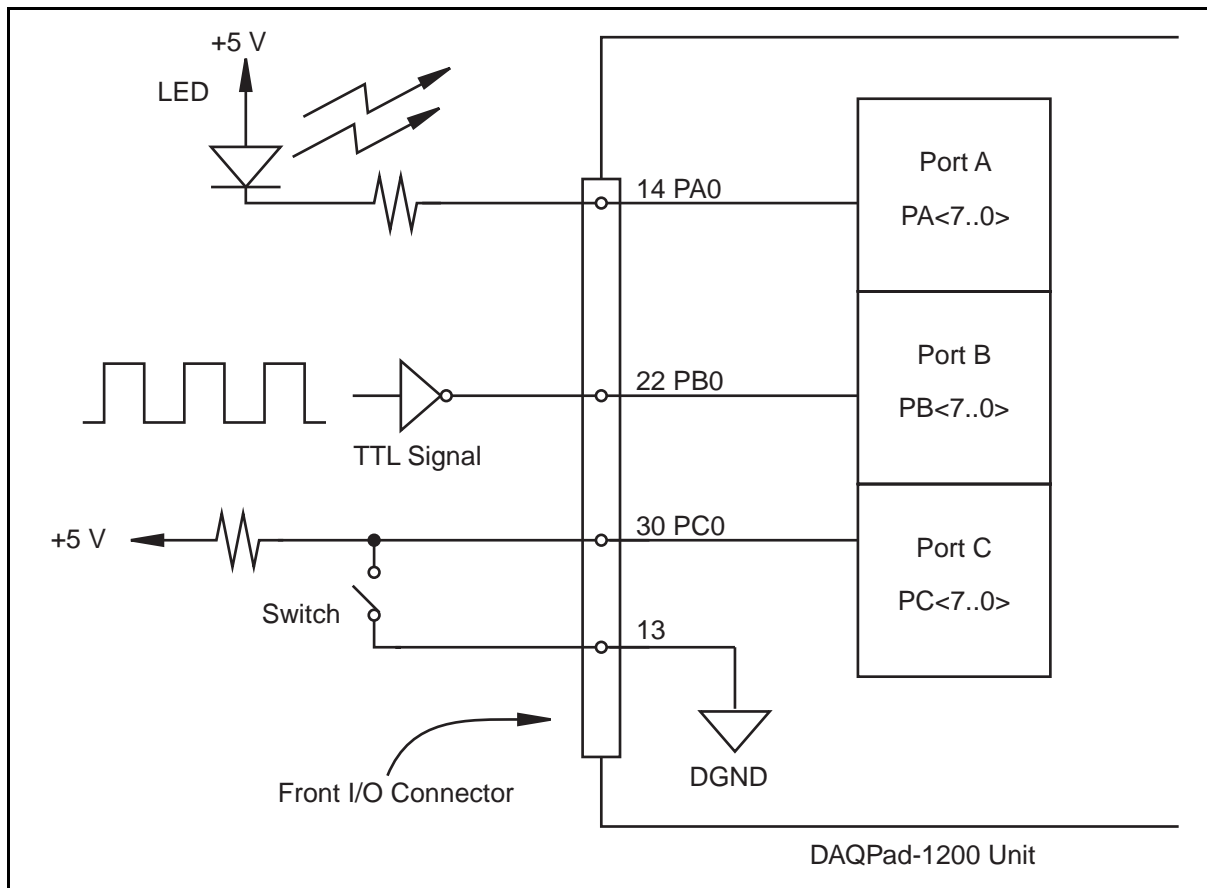 +5 V
LED
14 PA0
Port A
PA<7..0>
22 PB0
Port B
PB<7..0>
TTL Signal
+5 V
30 PC0
Port C
PC<7..0>
Switch
13
DGND
Front I/O Connector
DAQPad-1200 Unit